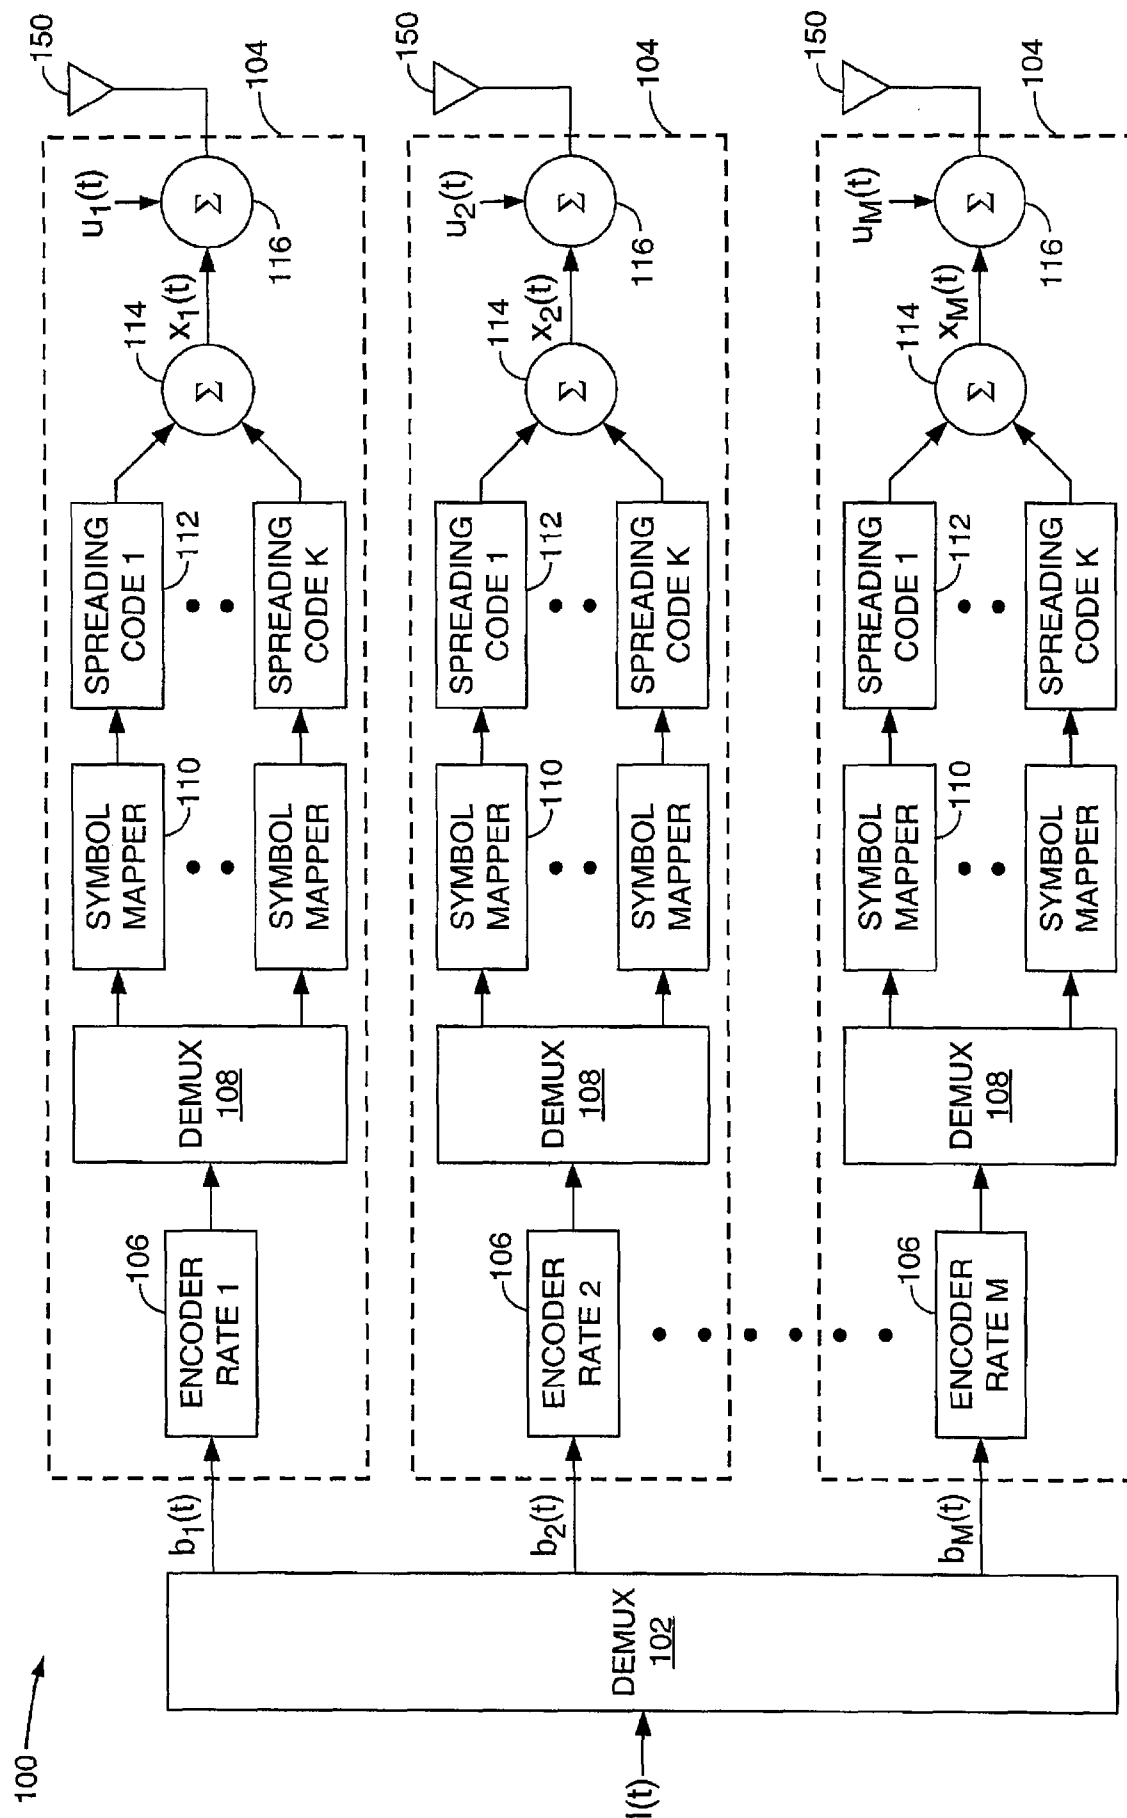 100
I(t)
DEMUX
102
b1(t)
ENCODER
RATE 1
106
DEMUX
108
SYMBOL
MAPPER
110
SYMBOL
MAPPER
SPREADING
CODE 1
112
SPREADING
CODE K
Σ
114
x1(t)
u1(t)
Σ
116
104
150
b2(t)
ENCODER
RATE 2
106
DEMUX
108
SYMBOL
MAPPER
110
SYMBOL
MAPPER
SPREADING
CODE 1
112
SPREADING
CODE K
Σ
114
x2(t)
u2(t)
Σ
116
104
150
bM(t)
ENCODER
RATE M
106
DEMUX
108
SYMBOL
MAPPER
110
SYMBOL
MAPPER
SPREADING
CODE 1
112
SPREADING
CODE K
Σ
114
xM(t)
uM(t)
Σ
116
104
150